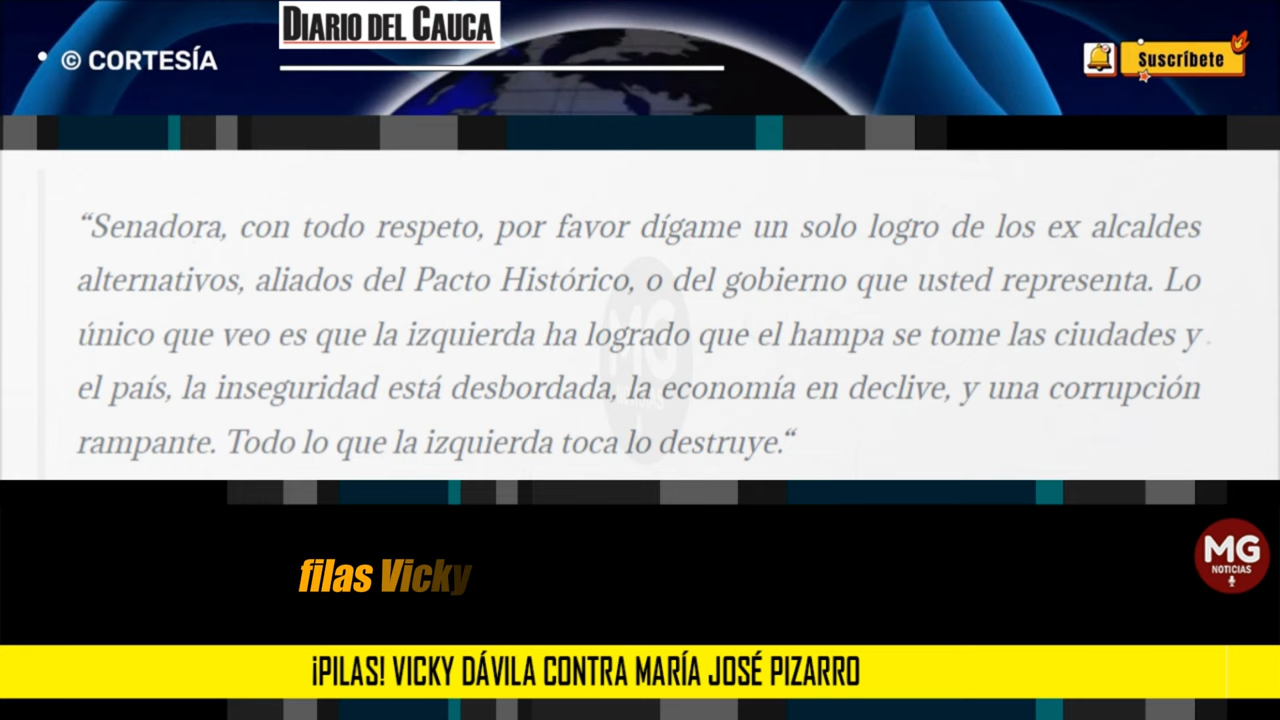 DIARIO DEL CAUCA
© CORTESÍA
Suscríbete
“Senadora, con todo respeto, por favor dígame un solo logro de los ex alcaldes
alternativos, aliados del Pacto Histórico, o del gobierno que usted representa. Lo
único que veo es que la izquierda ha logrado que el hampa se tome las ciudades y
el país, la inseguridad está desbordada, la economía en declive, y una corrupción
rampante. Todo lo que la izquierda toca lo destruye.“
MG
filas Vicky
MG
NOTICIAS
¡PILAS! VICKY DÁVILA CONTRA MARÍA JOSÉ PIZARRO